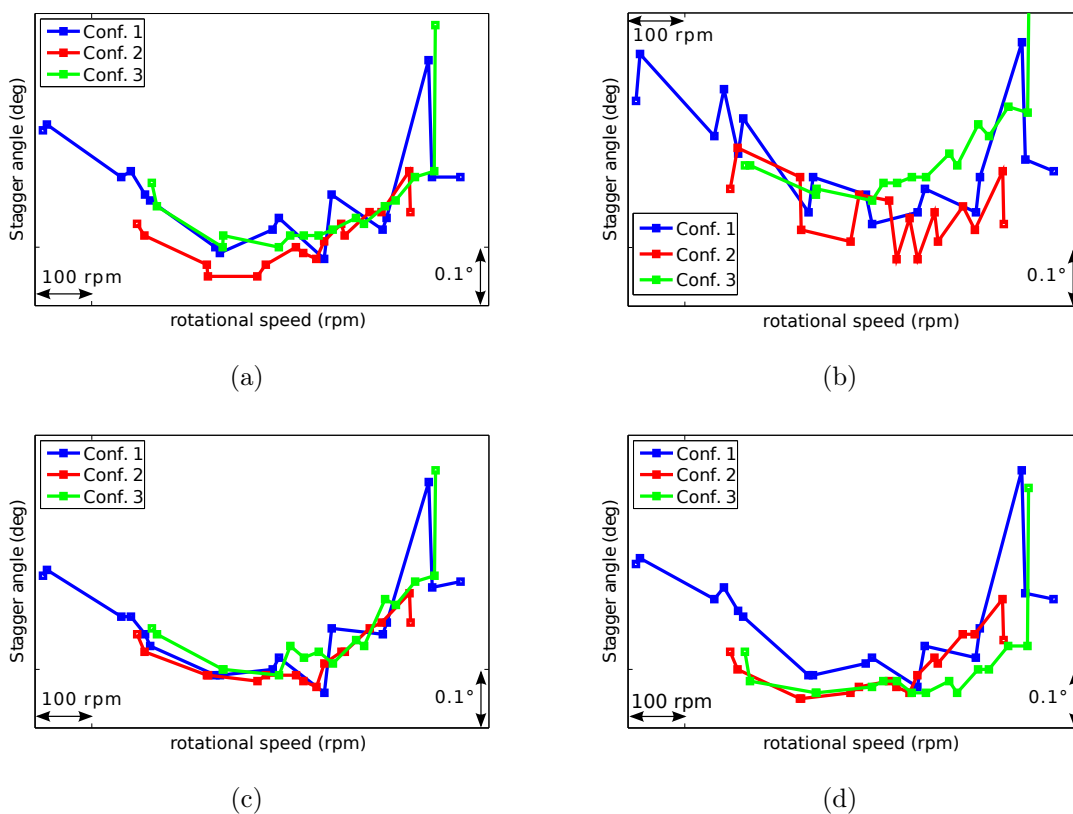 Stagger angle (deg)
Conf. 1
Conf. 2
Conf. 3
100 rpm
0.1°
rotational speed (rpm)
(a)
Stagger angle (deg)
100 rpm
Conf. 1
Conf. 2
Conf. 3
0.1°
rotational speed (rpm)
(b)
Stagger angle (deg)
Conf. 1
Conf. 2
Conf. 3
100 rpm
0.1°
rotational speed (rpm)
(c)
Stagger angle (deg)
Conf. 1
Conf. 2
Conf. 3
100 rpm
0.1°
rotational speed (rpm)
(d)